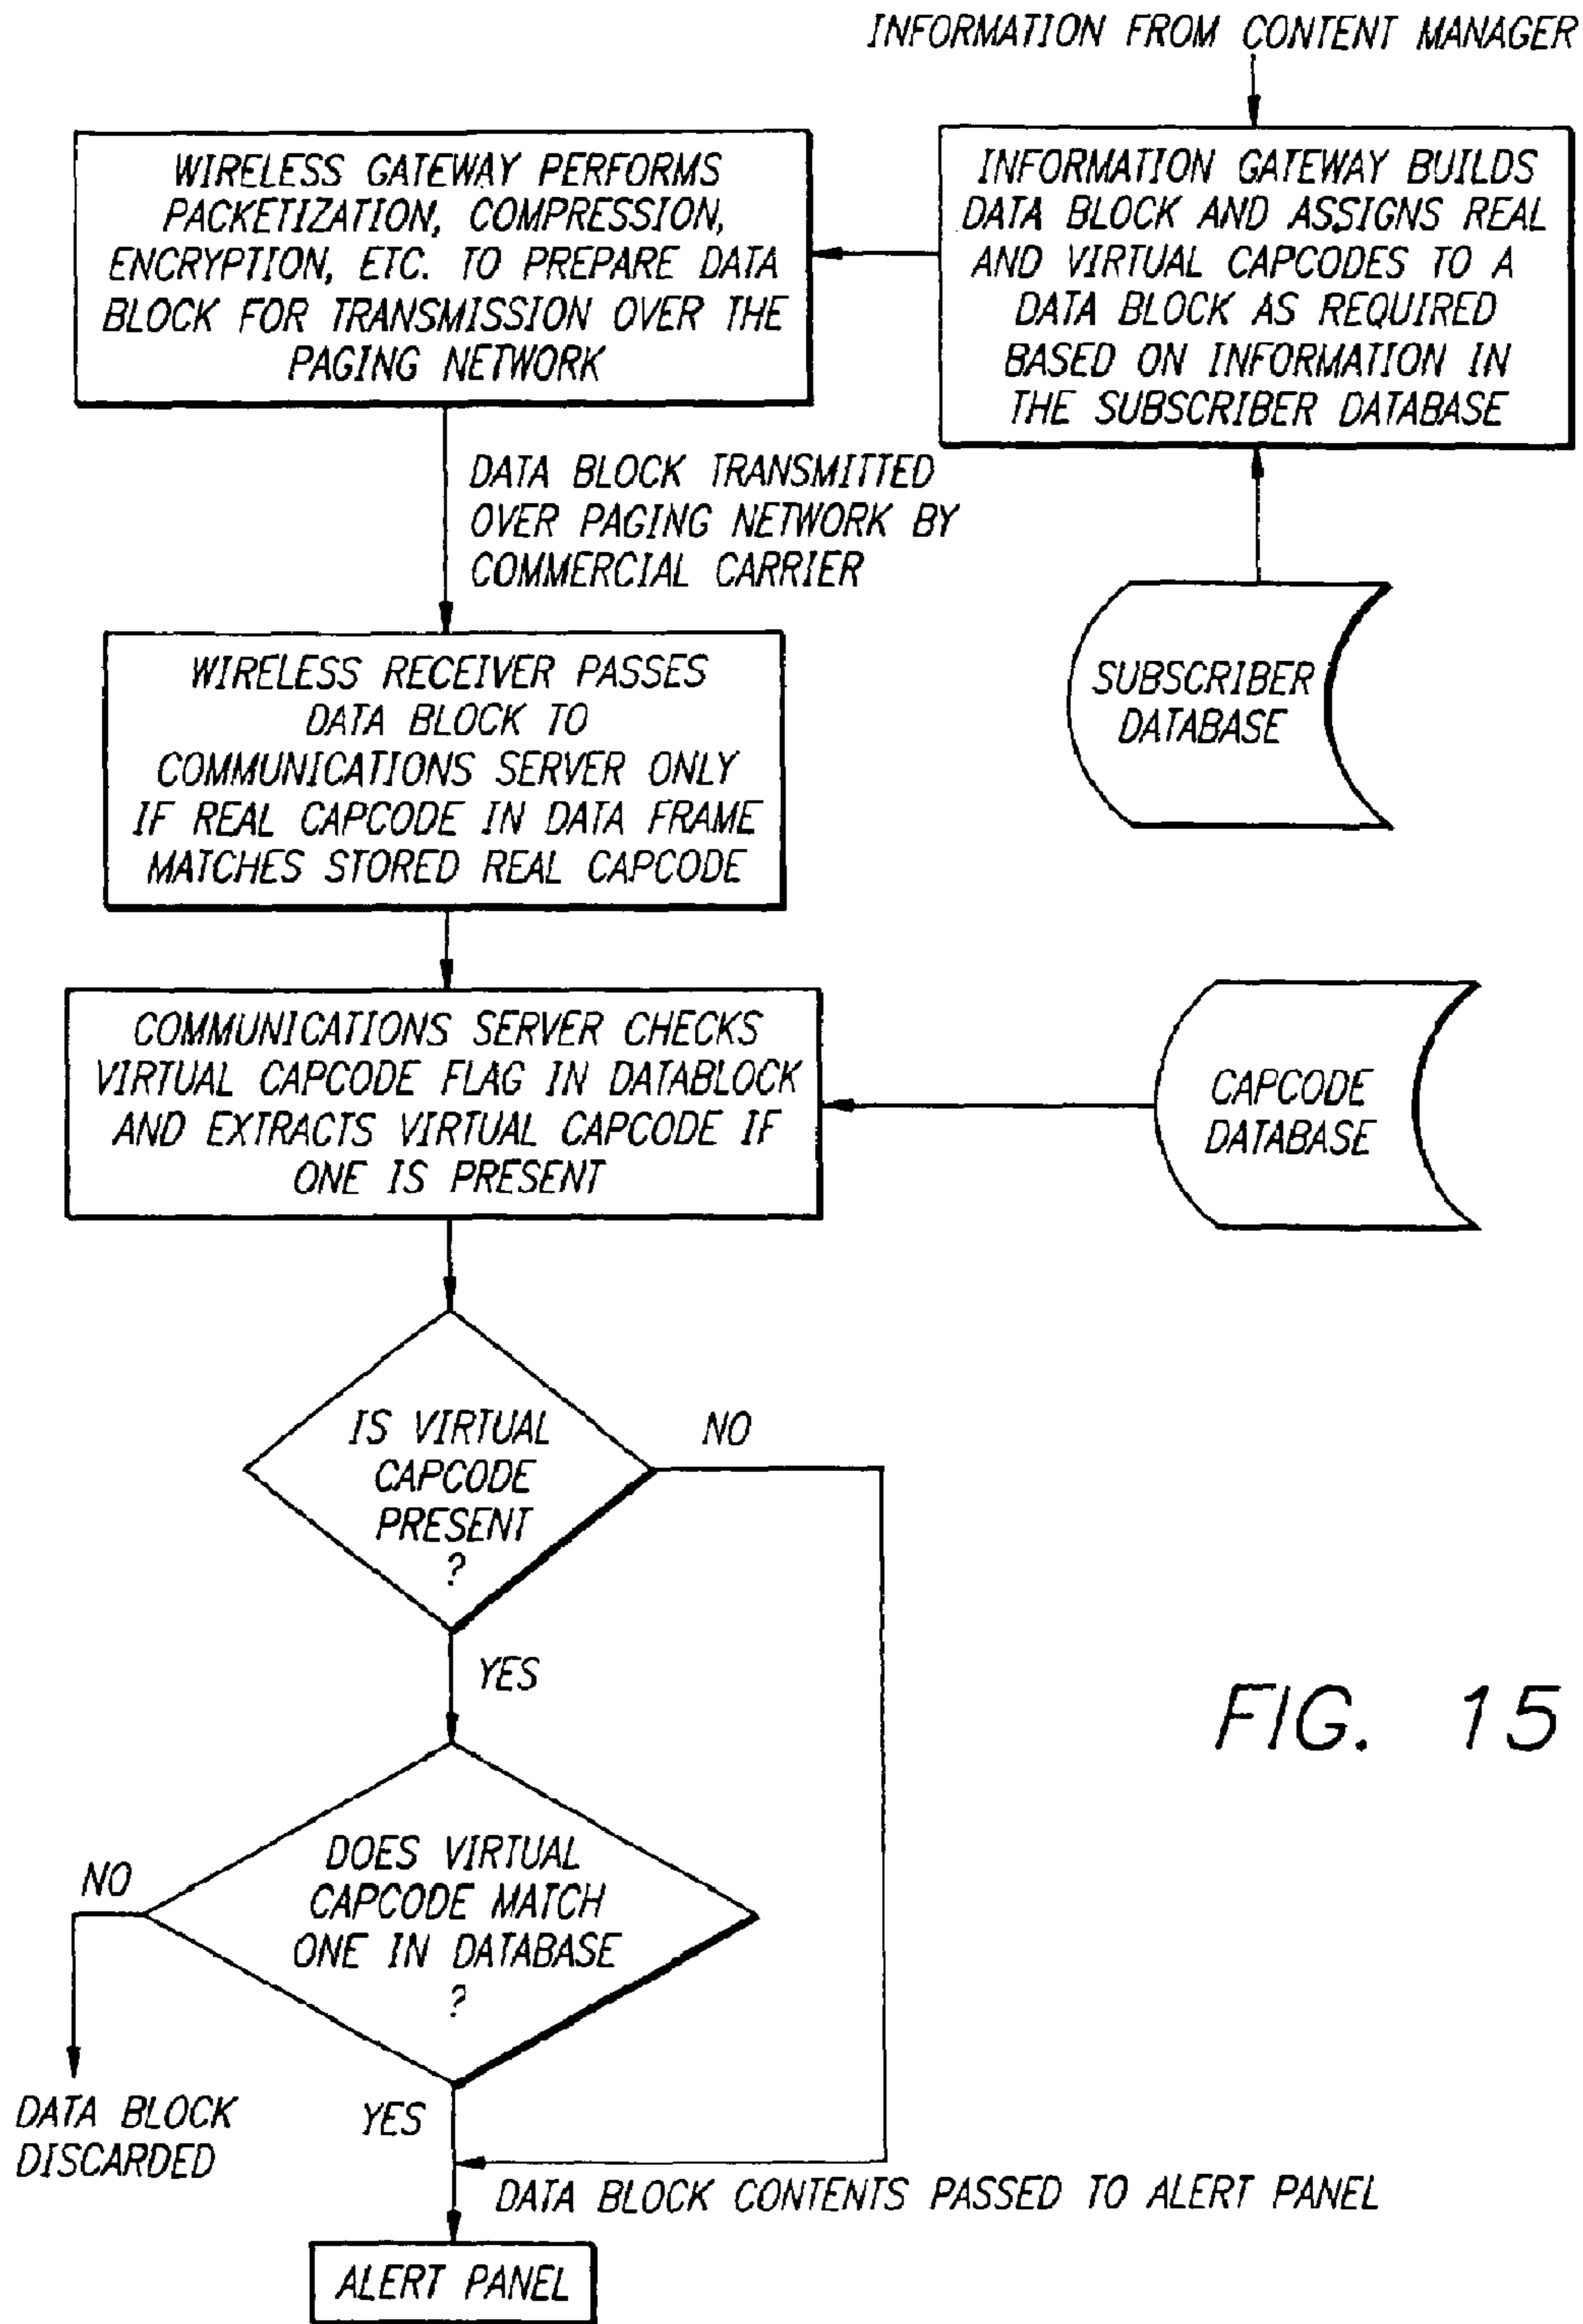 INFORMATION FROM CONTENT MANAGER
INFORMATION GATEWAY BUILDS
DATA BLOCK AND ASSIGNS REAL
AND VIRTUAL CAPCODES TO A
DATA BLOCK AS REQUIRED
BASED ON INFORMATION IN
THE SUBSCRIBER DATABASE
WIRELESS GATEWAY PERFORMS
PACKETIZATION, COMPRESSION,
ENCRYPTION, ETC. TO PREPARE DATA
BLOCK FOR TRANSMISSION OVER THE
PAGING NETWORK
SUBSCRIBER
DATABASE
DATA BLOCK TRANSMITTED
OVER PAGING NETWORK BY
COMMERCIAL CARRIER
WIRELESS RECEIVER PASSES
DATA BLOCK TO
COMMUNICATIONS SERVER ONLY
IF REAL CAPCODE IN DATA FRAME
MATCHES STORED REAL CAPCODE
COMMUNICATIONS SERVER CHECKS
VIRTUAL CAPCODE FLAG IN DATABLOCK
AND EXTRACTS VIRTUAL CAPCODE IF
ONE IS PRESENT
CAPCODE
DATABASE
IS VIRTUAL
CAPCODE
PRESENT
?
NO
YES
DOES VIRTUAL
CAPCODE MATCH
ONE IN DATABASE
?
NO
DATA BLOCK
DISCARDED
YES
DATA BLOCK CONTENTS PASSED TO ALERT PANEL
ALERT PANEL
FIG. 15